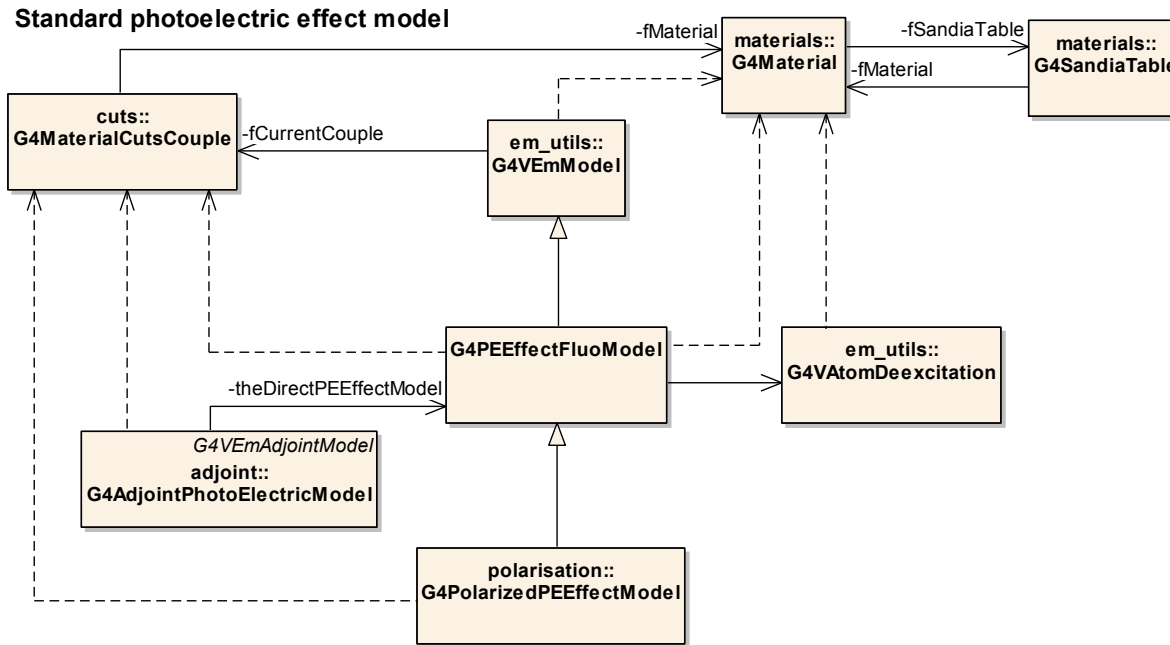 Standard photoelectric effect model
-fMaterial
materials::
G4Material
-fSandiaTable
-fMaterial
materials::
G4SandiaTable
cuts::
G4MaterialCutsCouple
-fCurrentCouple
em_utils::
G4VEmModel
G4PEEffectFluoModel
em_utils::
G4VAtomDeexcitation
-theDirectPEEffectModel
G4VEmAdjointModel
adjoint::
G4AdjointPhotoElectricModel
polarisation::
G4PolarizedPEEffectModel